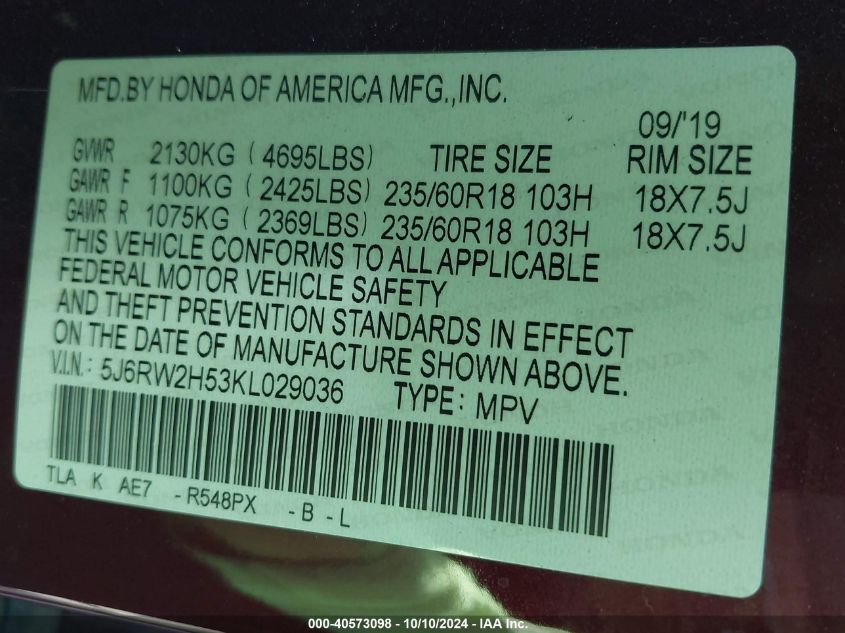 MFD.BY HONDA OF AMERICA MFG.,INC.
09/'19
GVWR 2130KG ( 4695LBS) TIRE SIZE RIM SIZE
GAWR F 1100KG ( 2425LBS) 235/60R18 103H 18X7.5J
GAWR R 1075KG ( 2369LBS) 235/60R18 103H 18X7.5J
THIS VEHICLE CONFORMS TO ALL APPLICABLE
FEDERAL MOTOR VEHICLE SAFETY
AND THEFT PREVENTION STANDARDS IN EFFECT
ON THE DATE OF MANUFACTURE SHOWN ABOVE.
V.I.N.: 5J6RW2H53KL029036 TYPE: MPV
TLA K AE7 -R548PX -B -L
000-40573098 - 10/10/2024 - IAA Inc.